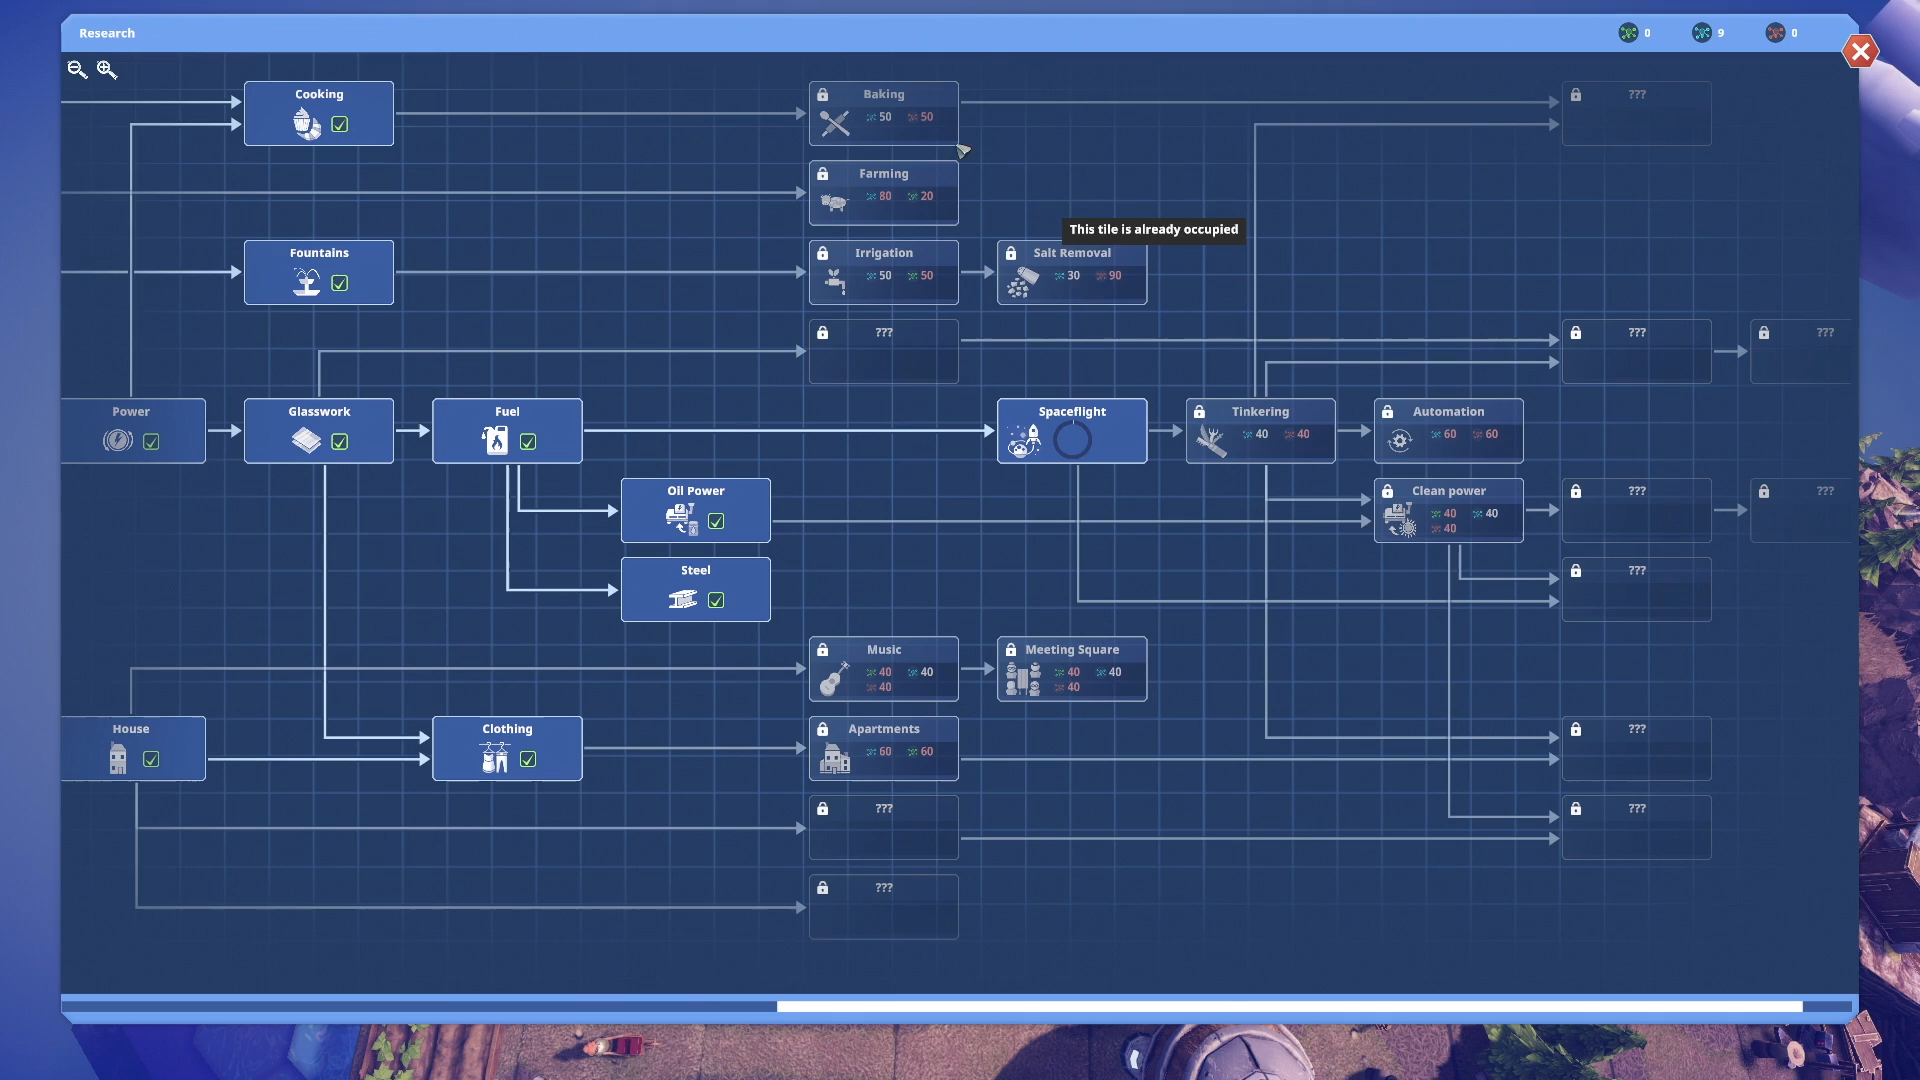 Research
0
9
0
Cooking
Baking
50 50
???
Farming
80 20
This tile is already occupied
Fountains
Irrigation
50 50
Salt Removal
30 90
???
???
???
Power
Glasswork
Fuel
Spaceflight
Tinkering
40 40
Automation
60 60
Oil Power
Clean power
40 40
40
???
???
Steel
???
Music
40 40
40
Meeting Square
40 40
40
House
Clothing
Apartments
60 60
???
???
???
???